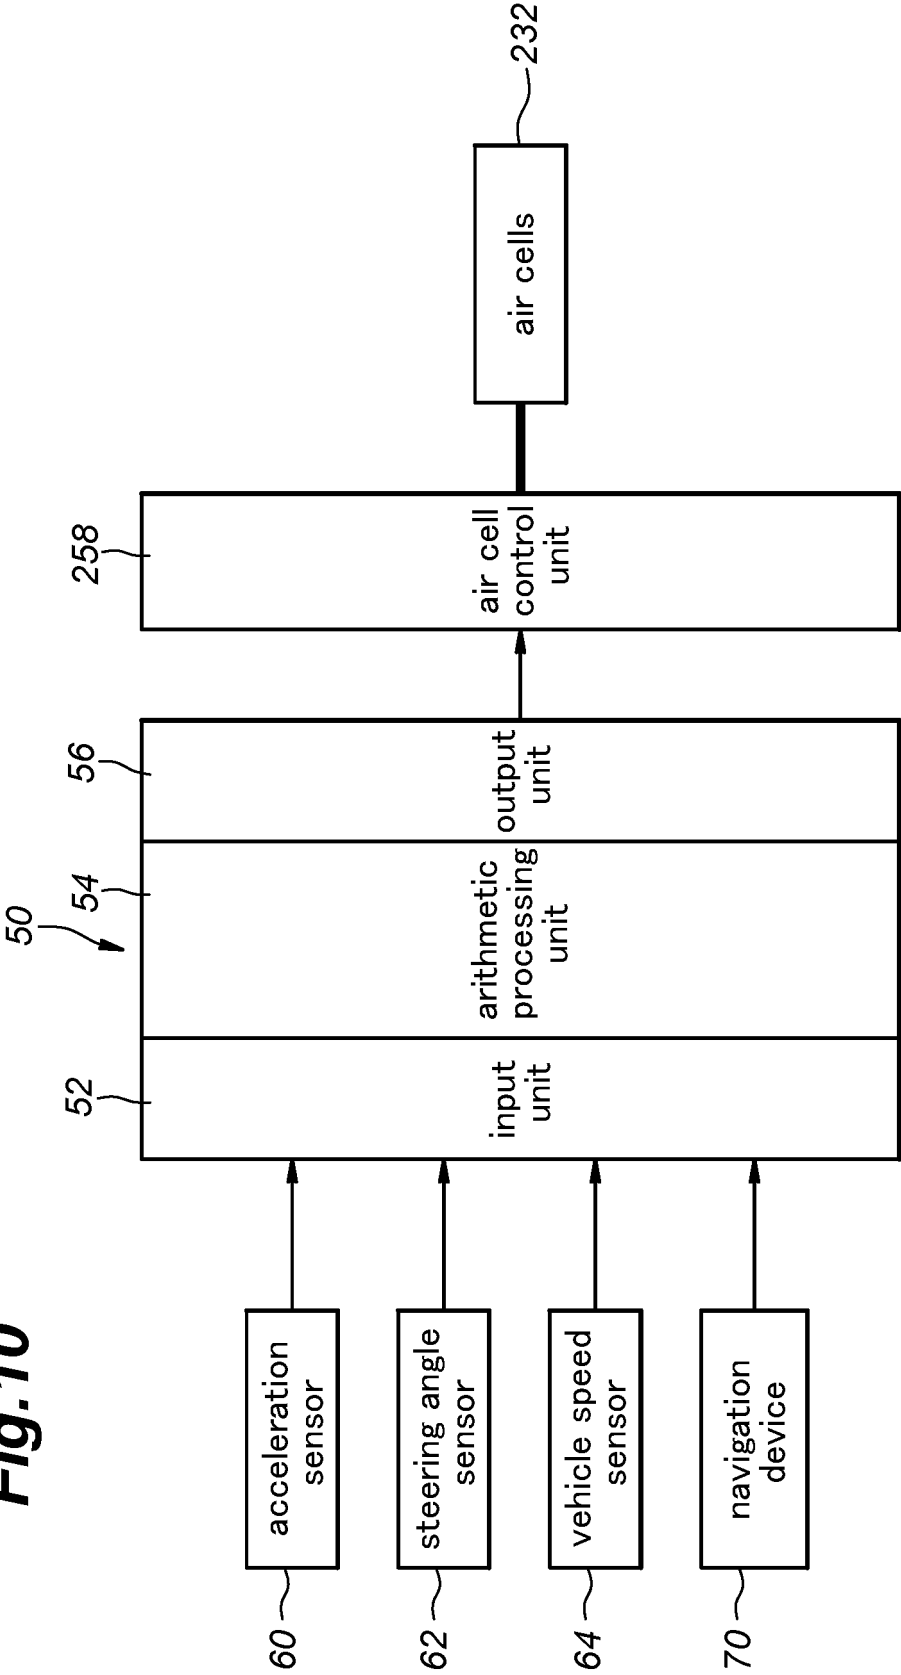 Fig.10
50
52
54
56
258
232
60
acceleration
sensor
62
steering angle
sensor
64
vehicle speed
sensor
70
navigation
device
input
unit
arithmetic
processing
unit
output
unit
air cell
control
unit
air cells